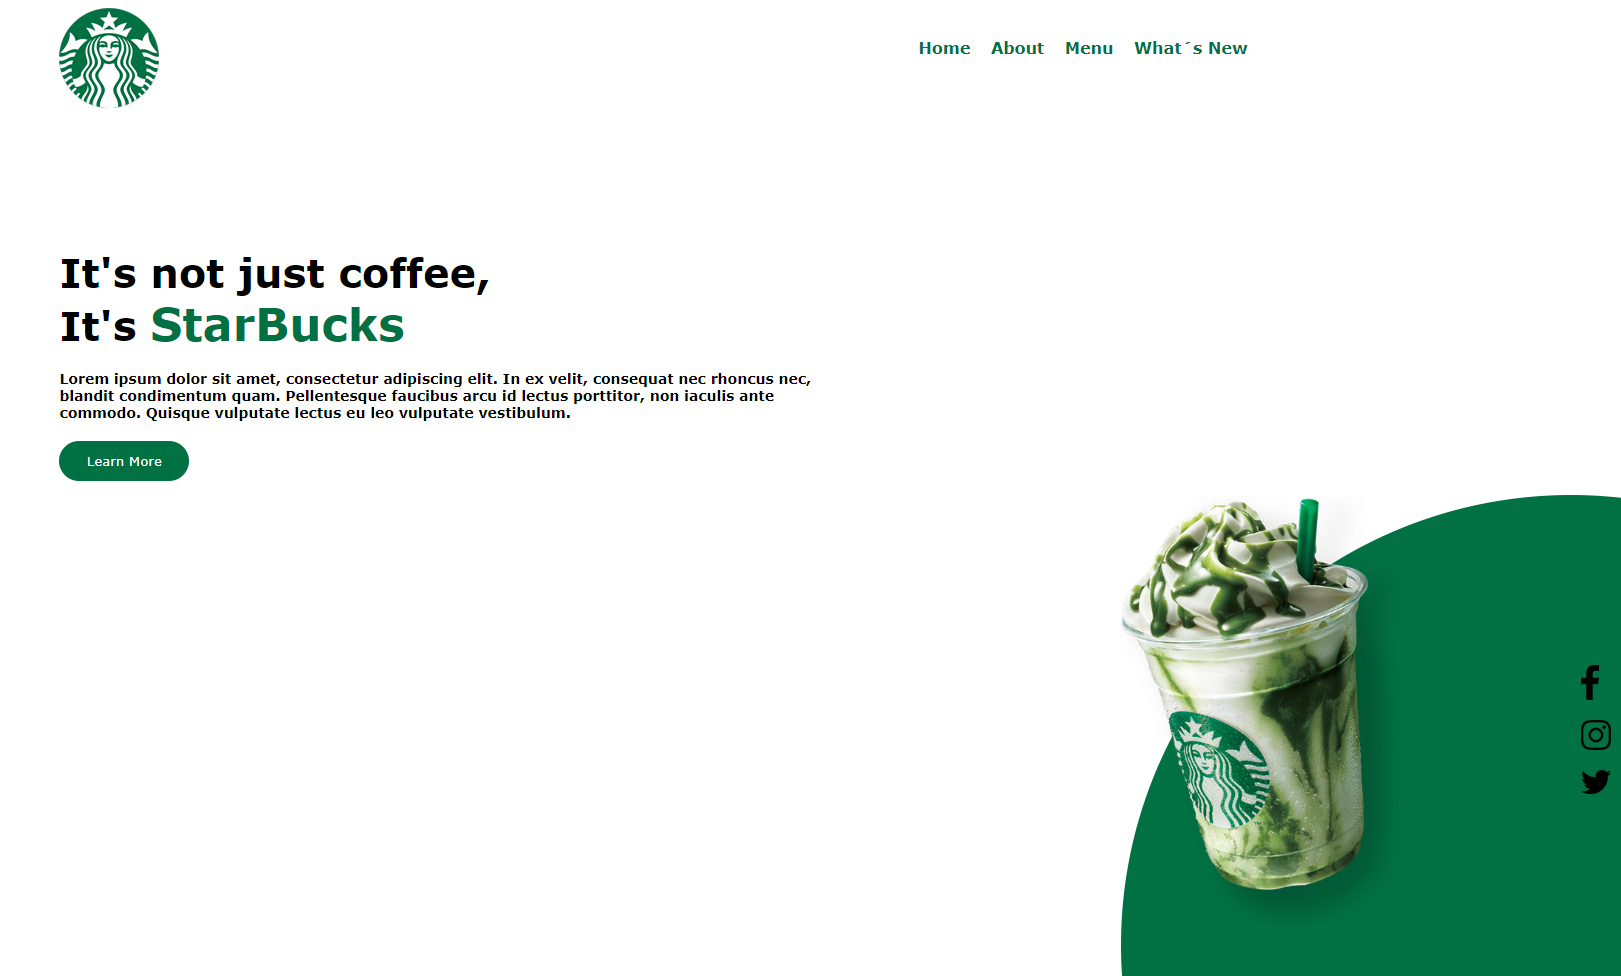 Home About Menu What´s New
It's not just coffee,
It's StarBucks
Lorem ipsum dolor sit amet, consectetur adipiscing elit. In ex velit, consequat nec rhoncus nec,
blandit condimentum quam. Pellentesque faucibus arcu id lectus porttitor, non iaculis ante
commodo. Quisque vulputate lectus eu leo vulputate vestibulum.
Learn More